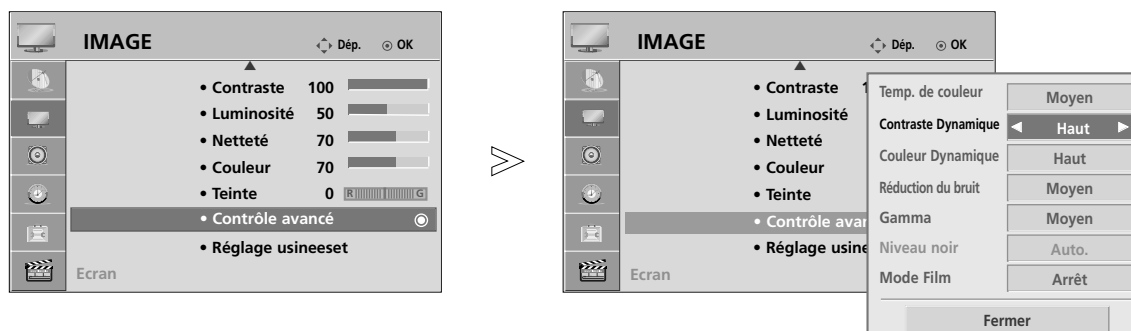 IMAGE Dép. OK
• Contraste 100
• Luminosité 50
• Netteté 70
• Couleur 70
• Teinte 0 R G
• Contrôle avancé
• Réglage usineeset
Ecran
IMAGE Dép. OK
• Contraste 1
• Luminosité
• Netteté
• Couleur
• Teinte
• Contrôle avan
• Réglage usine
Ecran
Temp. de couleur Moyen
Contraste Dynamique Haut
Couleur Dynamique Haut
Réduction du bruit Moyen
Gamma Moyen
Niveau noir Auto.
Mode Film Arrêt
Fermer